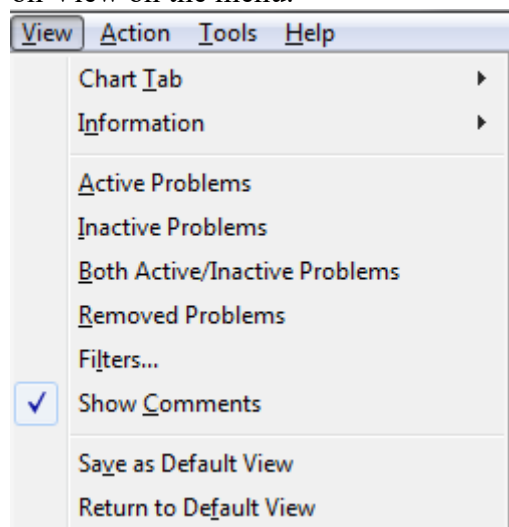 on View on the menu.
View Action Tools Help
Chart Tab
Information
Active Problems
Inactive Problems
Both Active/Inactive Problems
Removed Problems
Filters...
Show Comments
Save as Default View
Return to Default View